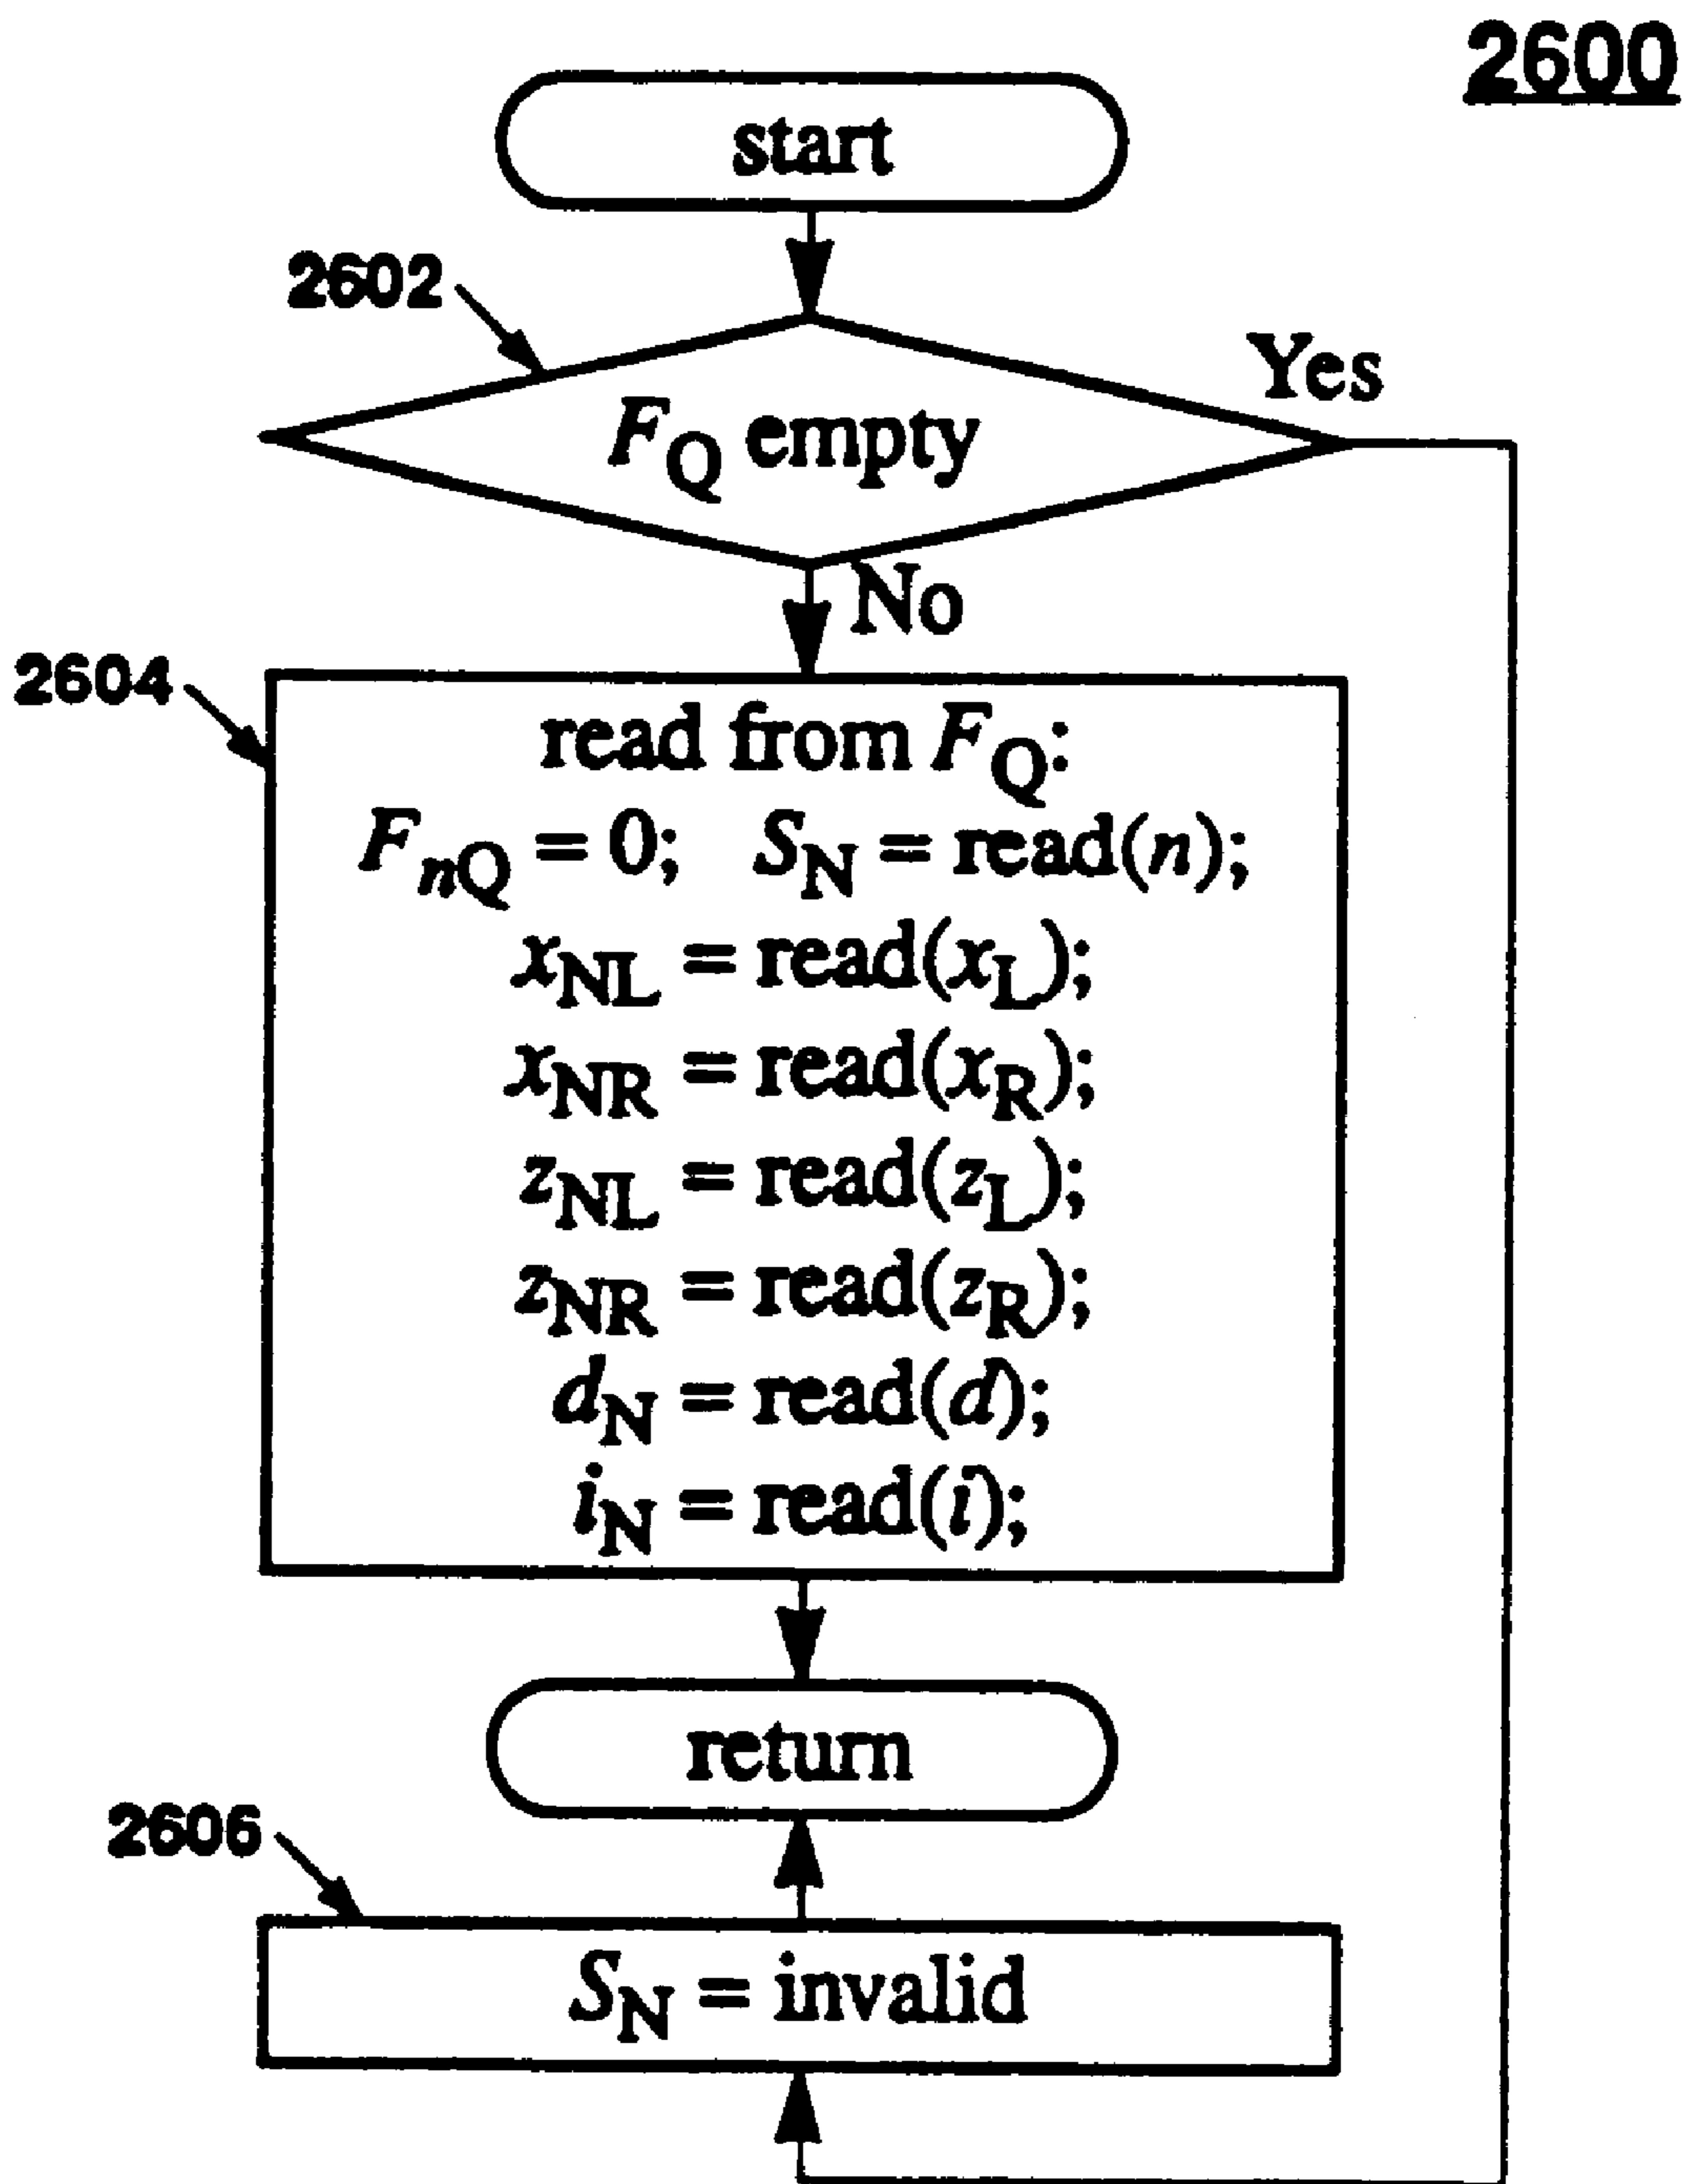 2600
start
2602
Yes
F_Q empty
No
2604
read from F_Q:
F_nQ = 0; S_N = read(n);
x_NL = read(x_L);
x_NR = read(x_R);
z_NL = read(z_L);
z_NR = read(z_R);
d_N = read(d);
i_N = read(i);
return
2606
S_N = invalid